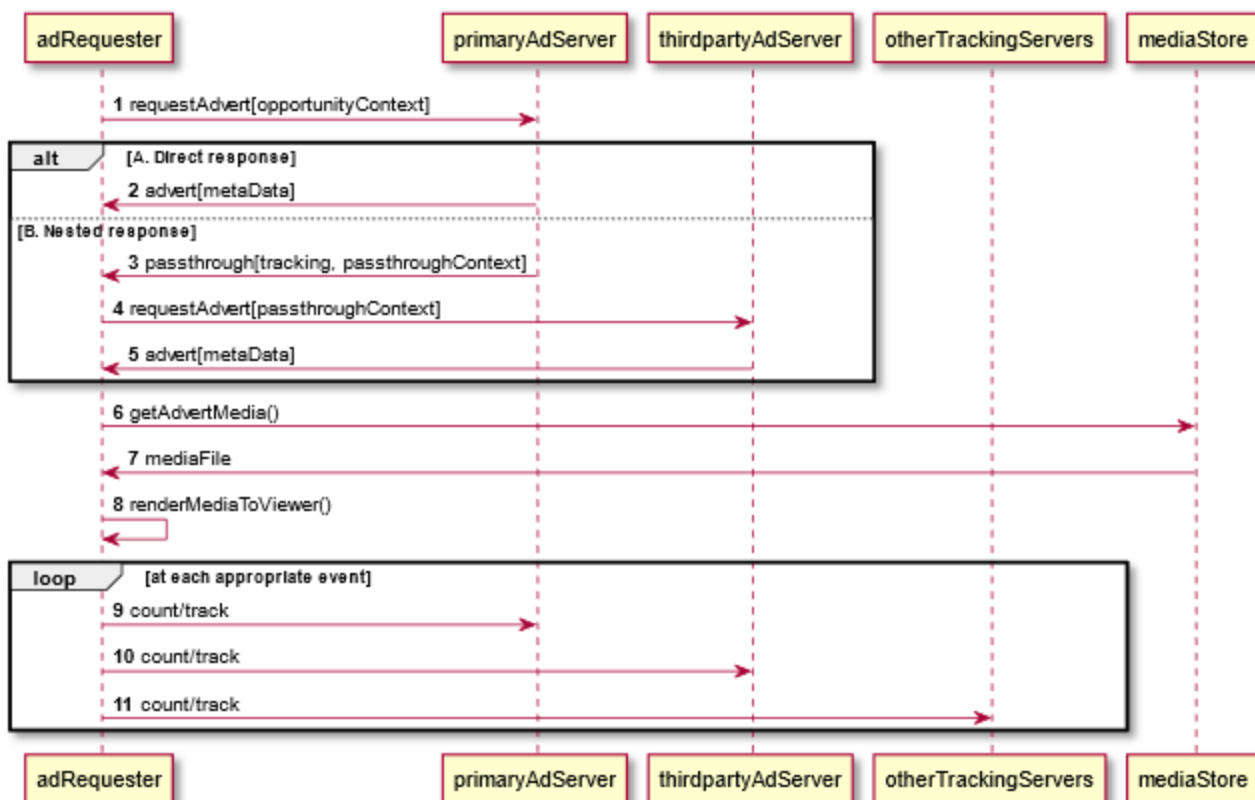 adRequester primaryAdServer thirdpartyAdServer otherTrackingServers mediaStore
1 requestAdvert[opportunityContext]
alt [A. Direct response]
2 advert[metaData]
[B. Nested response]
3 passthrough[tracking, passthroughContext]
4 requestAdvert[passthroughContext]
5 advert[metaData]
6 getAdvertMedia()
7 mediaFile
8 renderMediaToViewer()
loop [at each appropriate event]
9 count/track
10 count/track
11 count/track
adRequester primaryAdServer thirdpartyAdServer otherTrackingServers mediaStore